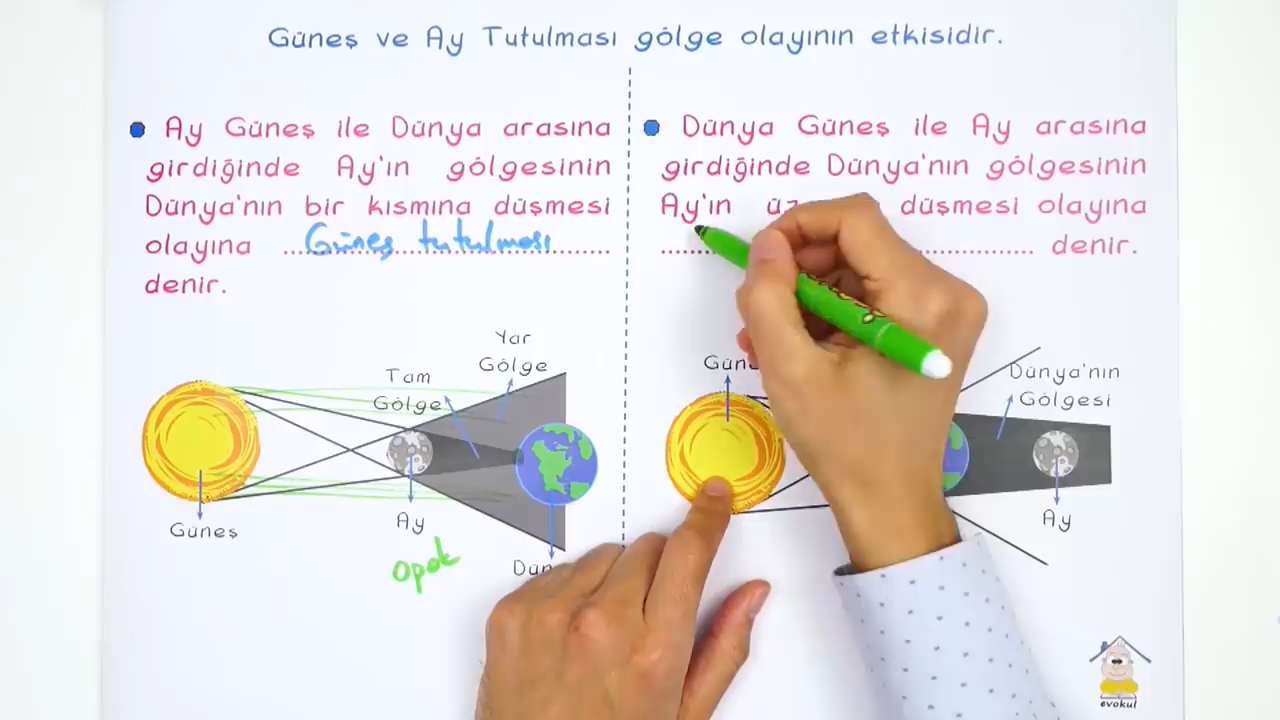 Güneş ve Ay Tutulması gölge olayının etkisidir.
Ay Güneş ile Dünya arasına
girdiğinde Ay'ın gölgesinin
Dünya'nın bir kısmına düşmesi
olayına Güneş tutulması
denir.
Yar
Gölge
Tam
Gölge
Güneş
Ay
opak
Dünya Güneş ile Ay arasına
girdiğinde Dünya'nın gölgesinin
Ay'ın düşmesi olayına
denir.
Dünya'nın
Gölgesi
Ay
evokul